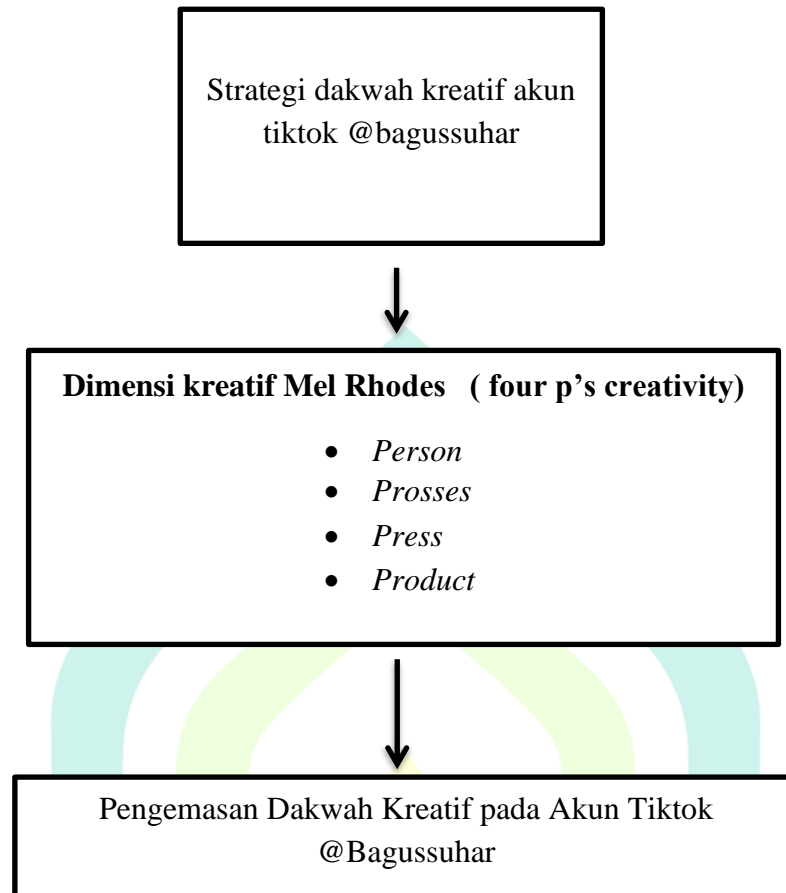 Strategi dakwah kreatif akun
tiktok @bagussuhar
Dimensi kreatif Mel Rhodes ( four p’s creativity)
• Person
• Prosses
• Press
• Product
Pengemasan Dakwah Kreatif pada Akun Tiktok
@Bagussuhar